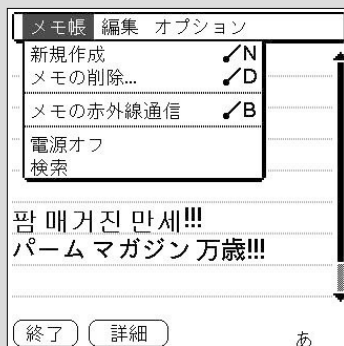 メモ帳 編集 オプション
新規作成 ／N
メモの削除... ／D
メモの赤外線通信 ／B
電源オフ
検索
팜 매거진 만세!!!
パーム マガジン 万歳!!!
終了 詳細 あ